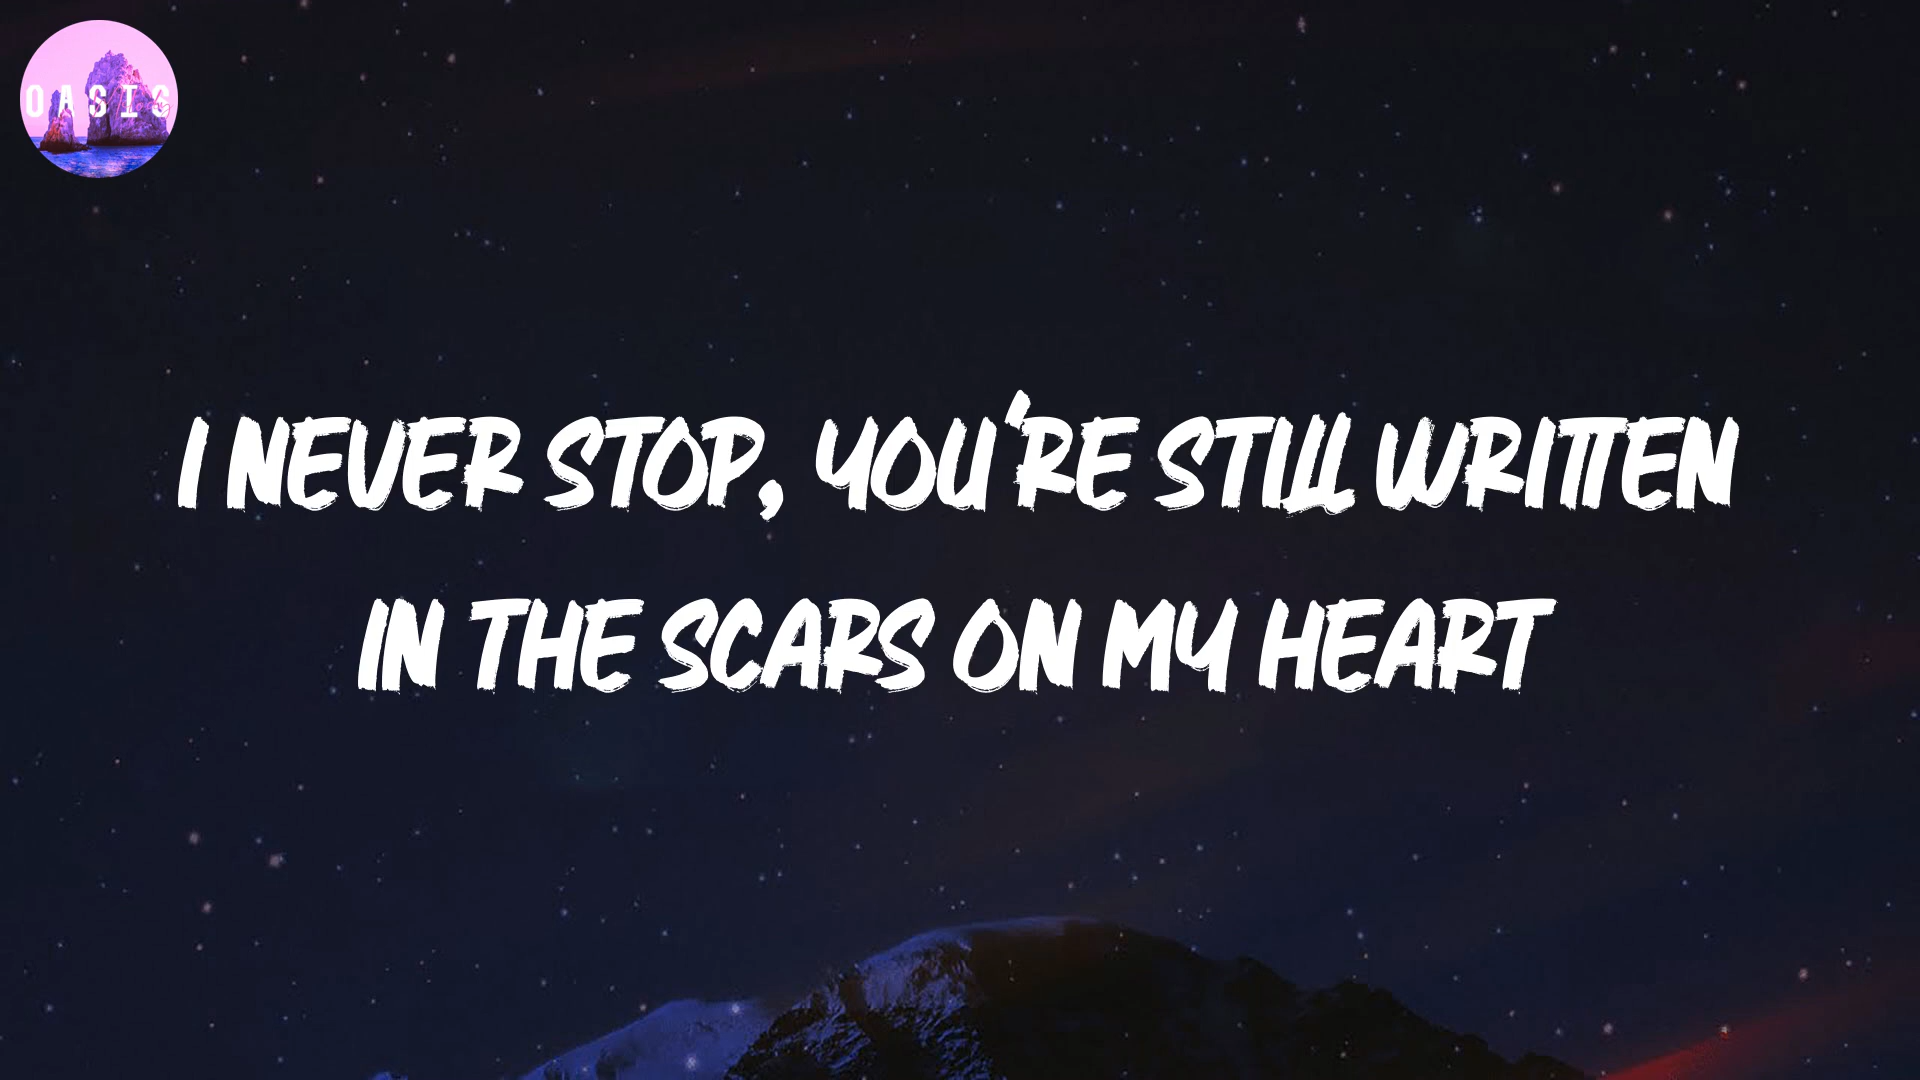 OASIS
I NEVER STOP, YOU'RE STILL WRITTEN
IN THE SCARS ON MY HEART